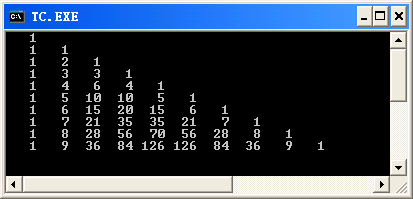 TC.EXE
1
1 1
1 2 1
1 3 3 1
1 4 6 4 1
1 5 10 10 5 1
1 6 15 20 15 6 1
1 7 21 35 35 21 7 1
1 8 28 56 70 56 28 8 1
1 9 36 84 126 126 84 36 9 1